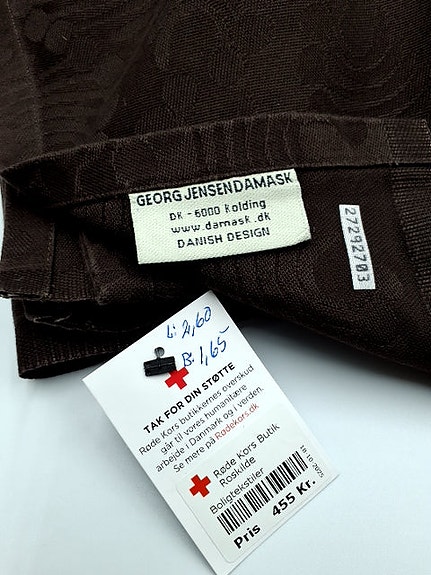 GEORG JENSEN DAMASK
DK - 6000 Kolding
www.damask.dk
DANISH DESIGN
27292703
L: 2,60
B: 1,65
TAK FOR DIN STØTTE
Røde Kors butikkernes overskud
går til vores humanitære
arbejde i Danmark og i verden.
Se mere på Rødekors.dk
Røde Kors Butik
Roskilde
Boligtekstiler
Pris 455 Kr.